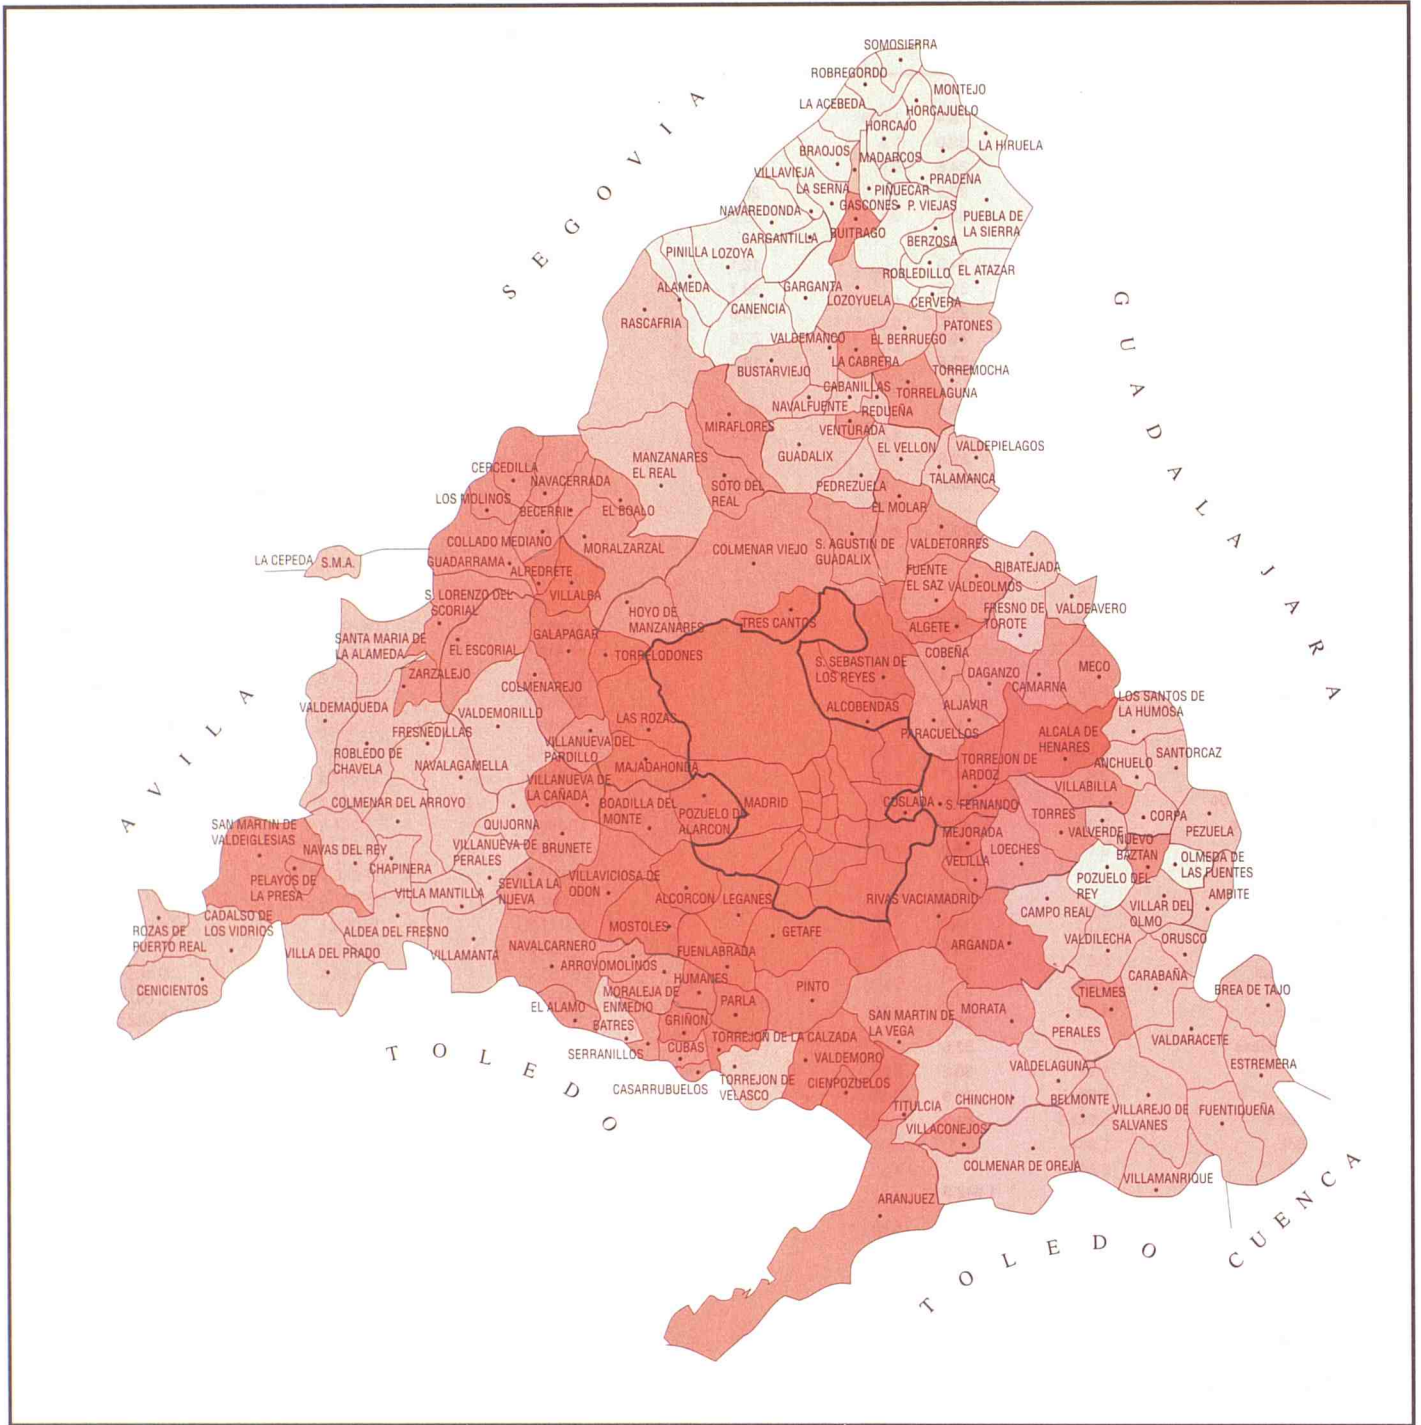 SOMOSIERRA
ROBREGORDO
MONTEJO
LA ACEBEDA
HORCAJUELO
HORCAJO
LA HIRUELA
BRAOJOS
MADARCOS
VILLAVIEJA
PRADENA
LA SERNA
PIÑUECAR
GASCONES
P. VIEJAS
NAVAREDONDA
PUEBLA DE
LA SIERRA
BUITRAGO
GARGANTILLA
BERZOSA
PINILLA
LOZOYA
ROBLEDILLO
EL ATAZAR
ALAMEDA
GARGANTA
LOZOYUELA
CERVERA
CANENCIA
RASCAFRIA
PATONES
VALDEMANCO
EL BERRUEGO
LA CABRERA
BUSTARVIEJO
TORREMOCHA
CABANILLAS
TORRELAGUNA
NAVALFUENTE
REDUEÑA
MIRAFLORES
VENTURADA
GUADALIX
EL VELLON
VALDEPIELAGOS
MANZANARES
EL REAL
PEDREZUELA
TALAMANCA
SOTO DEL
REAL
EL MOLAR
CERCEDILLA
NAVACERRADA
LOS MOLINOS
BECERRIL
EL BOALO
COLLADO MEDIANO
MORALZARZAL
COLMENAR VIEJO
S. AGUSTIN DE
GUADALIX
VALDETORRES
LA CEPEDA
S.M.A.
GUADARRAMA
ALPEDRETE
VILLALBA
FUENTE
EL SAZ
VALDEOLMOS
RIBATEJADA
S. LORENZO DEL
SCORIAL
HOYO DE
MANZANARES
TRES CANTOS
ALGETE
FRESNO DE
TOROTE
VALDEAVERO
SANTA MARIA DE
LA ALAMEDA
EL ESCORIAL
GALAPAGAR
TORRELODONES
S. SEBASTIAN DE
LOS REYES
COBEÑA
DAGANZO
CAMARNA
MECO
ZARZALEJO
COLMENAREJO
VALDEMAQUEDA
VALDEMORILLO
LAS ROZAS
ALCOBENDAS
ALJAVIR
PARACUELLOS
LOS SANTOS DE
LA HUMOSA
FRESNEDILLAS
ROBLEDO DE
CHAVELA
NAVALAGAMELLA
VILLANUEVA DEL
PARDILLO
MAJADAHONDA
ALCALA DE
HENARES
SANTORCAZ
ANCHUELO
TORREJON DE
ARDOZ
VILLANUEVA DE
LA CAÑADA
VILLABILLA
COLMENAR DEL ARROYO
BOADILLA DEL
MONTE
POZUELO D
ALARCON
MADRID
COSLADA
S. FERNANDO
TORRES
CORPA
PEZUELA
QUIJORNA
SAN MARTIN DE
VALDEIGLESIAS
NAVAS DEL REY
VILLANUEVA DE
PERALES
BRUNETE
MEJORADA
VELILLA
LOECHES
VALVERDE
NUEVO
BAZTAN
OLMEDA DE
LAS FUENTES
CHAPINERA
PELAYOS DE
LA PRESA
VILLA MANTILLA
SEVILLA LA
NUEVA
VILLAVICIOSA DE
ODON
ALCORCON
LEGANES
RIVAS VACIAMADRID
POZUELO DEL
REY
AMBITE
CAMPO REAL
VILLAR DEL
OLMO
CADALSO DE
LOS VIDRIOS
ROZAS DE
PUERTO REAL
ALDEA DEL FRESNO
MOSTOLES
GETAFE
ARGANDA
VALDILECHA
ORUSCO
VILLA DEL PRADO
VILLAMANTA
NAVALCARNERO
ARROYOMOLINOS
FUENLABRADA
HUMANES
CARABAÑA
CENICIENTOS
MORALEJA DE
ENMEDIO
PARLA
PINTO
TIELMES
BREA DE TAJO
EL ALAMO
BATRES
GRIÑON
SAN MARTIN DE
LA VEGA
MORATA
PERALES
SERRANILLOS
CUBAS
TORREJON DE LA CALZADA
VALDEMORO
VALDARACETE
CASARRUBUELOS
TORREJON DE
VELASCO
CIENPOZUELOS
VALDELAGUNA
ESTREMERA
TITULCIA
CHINCHON
BELMONTE
VILLAREJO DE
SALVANES
FUENTIDUEÑA
VILLACONEJOS
COLMENAR DE OREJA
VILLAMANRIQUE
ARANJUEZ
SEGOVIA
GUADALAJARA
AVILA
TOLEDO
TOLEDO
CUENCA